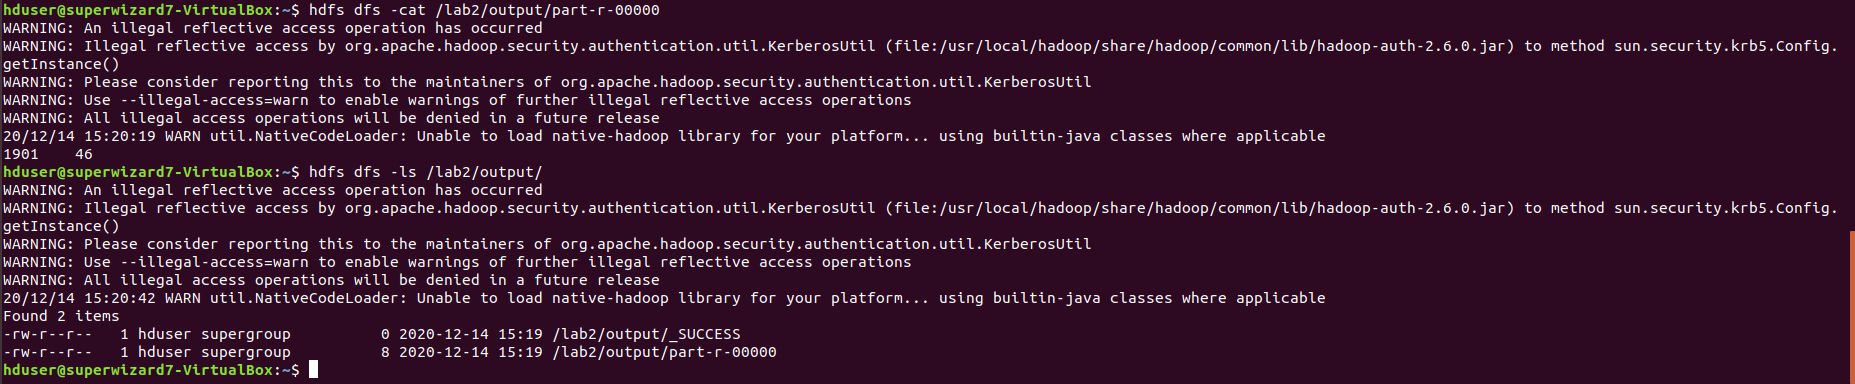 hduser@superwizard7-VirtualBox:~$ hdfs dfs -cat /lab2/output/part-r-00000
WARNING: An illegal reflective access operation has occurred
WARNING: Illegal reflective access by org.apache.hadoop.security.authentication.util.KerberosUtil (file:/usr/local/hadoop/share/hadoop/common/lib/hadoop-auth-2.6.0.jar) to method sun.security.krb5.Config.
getInstance()
WARNING: Please consider reporting this to the maintainers of org.apache.hadoop.security.authentication.util.KerberosUtil
WARNING: Use --illegal-access=warn to enable warnings of further illegal reflective access operations
WARNING: All illegal access operations will be denied in a future release
20/12/14 15:20:19 WARN util.NativeCodeLoader: Unable to load native-hadoop library for your platform... using builtin-java classes where applicable
1901    46
hduser@superwizard7-VirtualBox:~$ hdfs dfs -ls /lab2/output/
WARNING: An illegal reflective access operation has occurred
WARNING: Illegal reflective access by org.apache.hadoop.security.authentication.util.KerberosUtil (file:/usr/local/hadoop/share/hadoop/common/lib/hadoop-auth-2.6.0.jar) to method sun.security.krb5.Config.
getInstance()
WARNING: Please consider reporting this to the maintainers of org.apache.hadoop.security.authentication.util.KerberosUtil
WARNING: Use --illegal-access=warn to enable warnings of further illegal reflective access operations
WARNING: All illegal access operations will be denied in a future release
20/12/14 15:20:42 WARN util.NativeCodeLoader: Unable to load native-hadoop library for your platform... using builtin-java classes where applicable
Found 2 items
-rw-r--r--   1 hduser supergroup          0 2020-12-14 15:19 /lab2/output/_SUCCESS
-rw-r--r--   1 hduser supergroup          8 2020-12-14 15:19 /lab2/output/part-r-00000
hduser@superwizard7-VirtualBox:~$